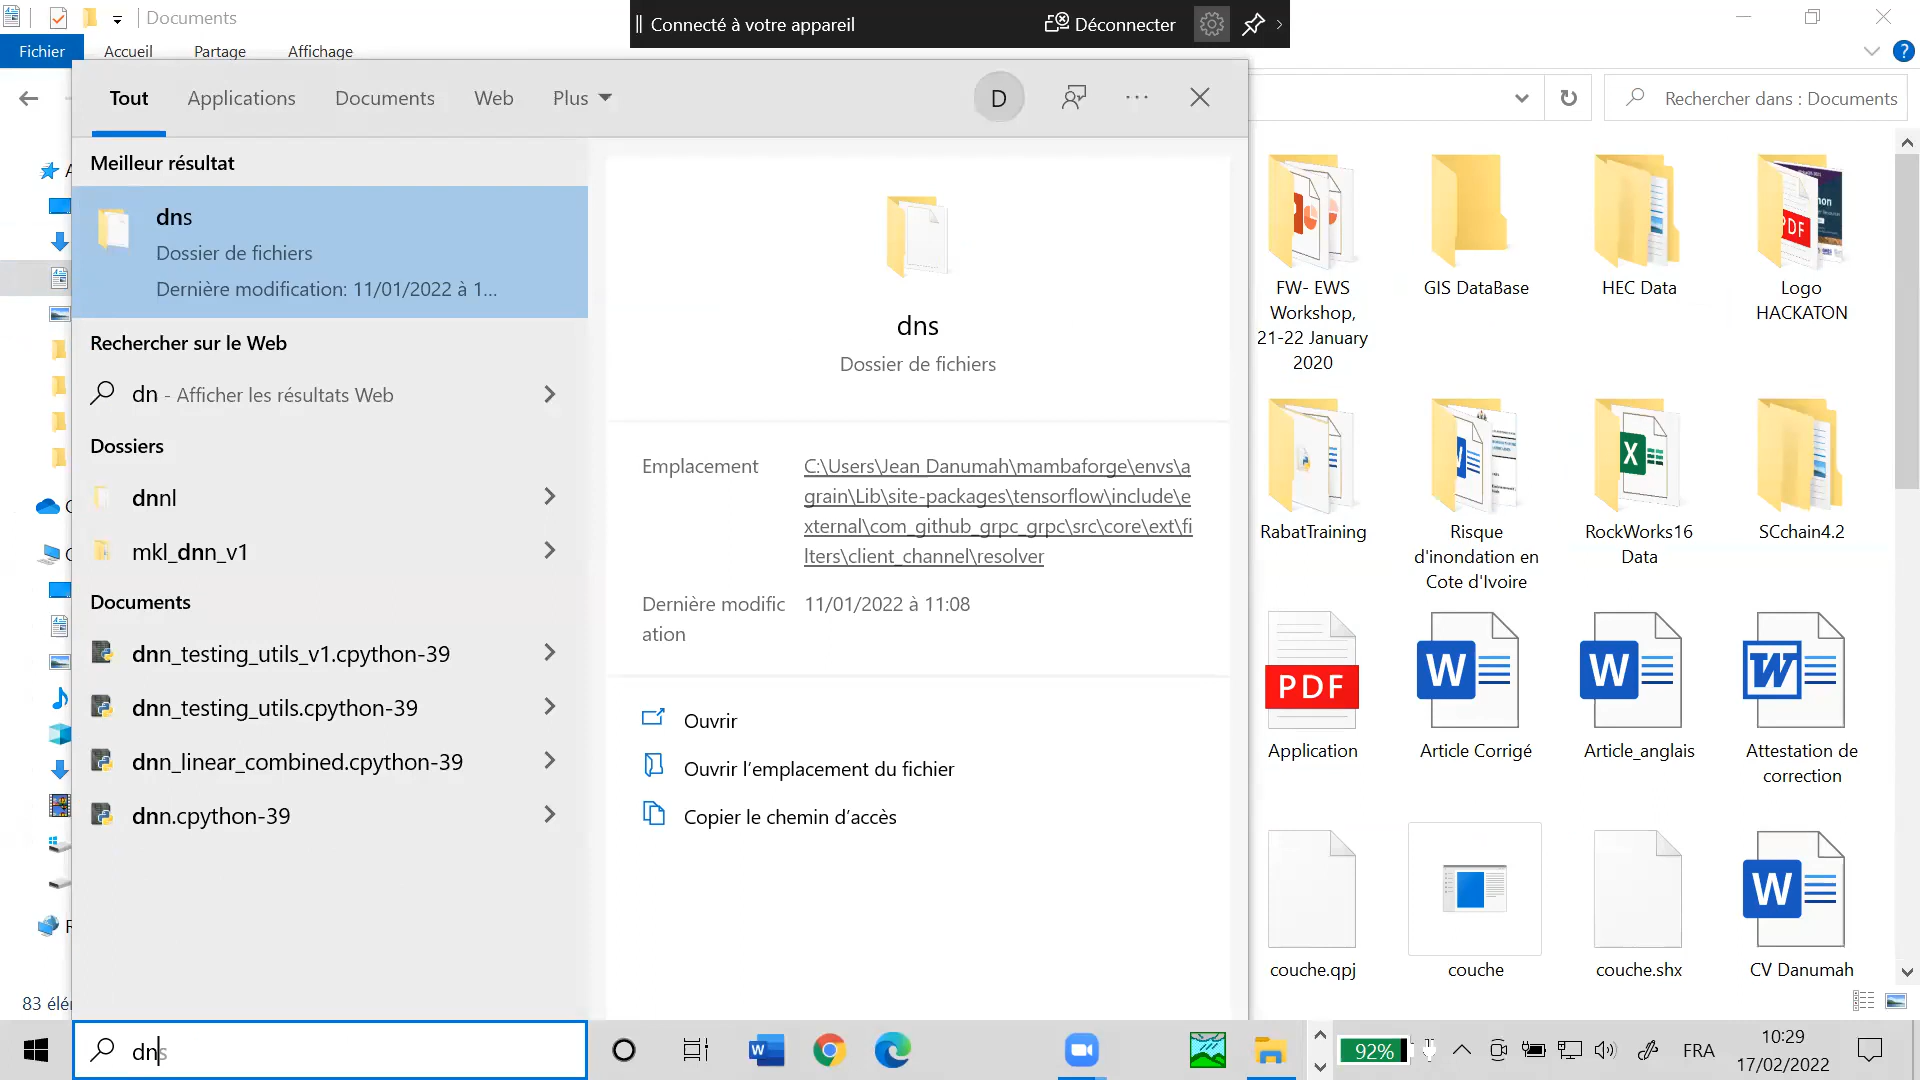 Documents
Connecté à votre appareil
Déconnecter
Fichier
Accueil
Partage
Affichage
Tout
Applications
Documents
Web
Plus
D
Rechercher dans : Documents
Meilleur résultat
dns
Dossier de fichiers
Dernière modification: 11/01/2022 à 1...
Rechercher sur le Web
dn - Afficher les résultats Web
Dossiers
dnnl
mkl_dnn_v1
Documents
dnn_testing_utils_v1.cpython-39
dnn_testing_utils.cpython-39
dnn_linear_combined.cpython-39
dnn.cpython-39
dns
Dossier de fichiers
Emplacement
C:\Users\Jean Danumah\mambaforge\envs\a
grain\Lib\site-packages\tensorflow\include\e
xternal\com_github_grpc_grpc\src\core\ext\fi
lters\client_channel\resolver
Dernière modific
ation
11/01/2022 à 11:08
Ouvrir
Ouvrir l’emplacement du fichier
Copier le chemin d’accès
FW- EWS
Workshop,
21-22 January
2020
GIS DataBase
HEC Data
Logo
HACKATON
RabatTraining
Risque
d'inondation en
Cote d'Ivoire
RockWorks16
Data
SCchain4.2
PDF
Application
Article Corrigé
Article_anglais
Attestation de
correction
couche.qpj
couche
couche.shx
CV Danumah
83 élé
dns
92%
FRA
10:29
17/02/2022